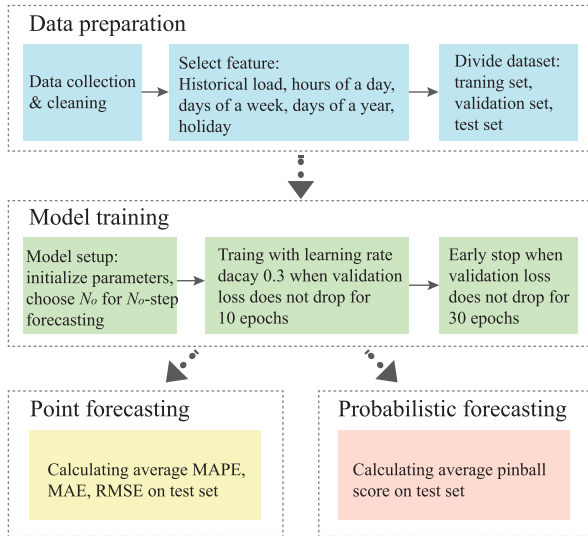 Data preparation
Data collection
& cleaning
Select feature:
Historical load, hours of a day,
days of a week, days of a year,
holiday
Divide dataset:
traning set,
validation set,
test set
Model training
Model setup:
initialize parameters,
choose Nₒ for Nₒ-step
forecasting
Traing with learning rate
dacay 0.3 when validation
loss does not drop for
10 epochs
Early stop when
validation loss
does not drop for
30 epochs
Point forecasting
Calculating average MAPE,
MAE, RMSE on test set
Probabilistic forecasting
Calculating average pinball
score on test set